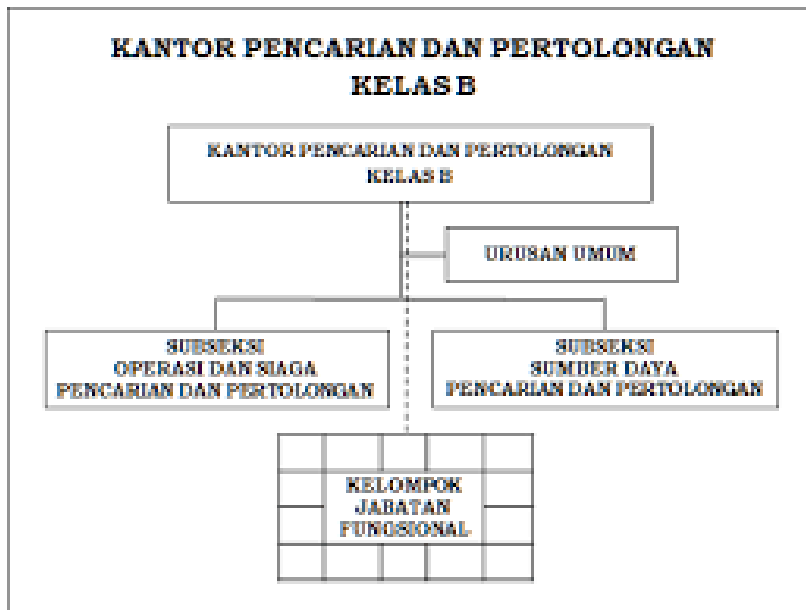 KANTOR PENCARIAN DAN PERTOLONGAN
KELAS B
KANTOR PENCARIAN DAN PERTOLONGAN
KELAS B
URUSAN UMUM
SUBSEKSI
OPERASI DAN SIAGA
PENCARIAN DAN PERTOLONGAN
SUBSEKSI
SUMBER DAYA
PENCARIAN DAN PERTOLONGAN
KELOMPOK
JABATAN
FUNGSIONAL